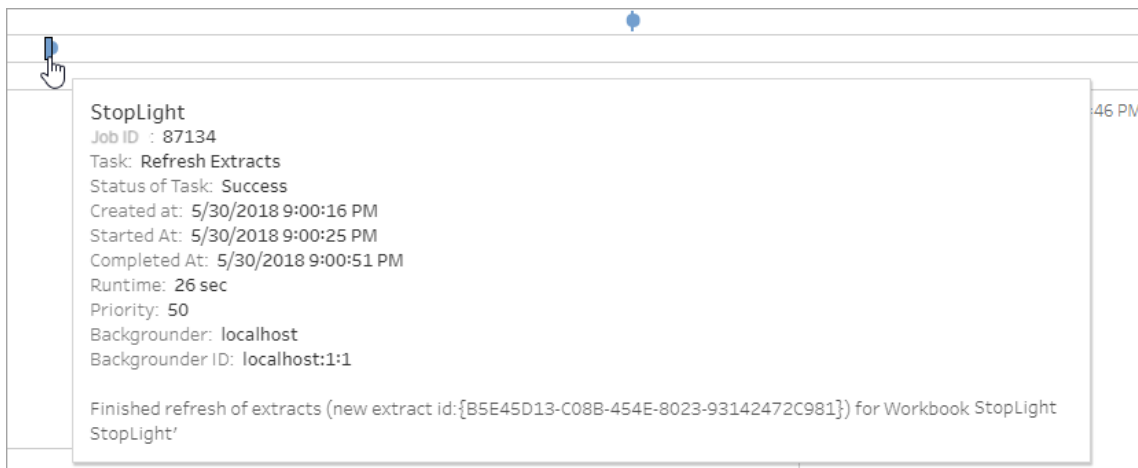 StopLight
:46 PM
Job ID : 87134
Task: Refresh Extracts
Status of Task: Success
Created at: 5/30/2018 9:00:16 PM
Started At: 5/30/2018 9:00:25 PM
Completed At: 5/30/2018 9:00:51 PM
Runtime: 26 sec
Priority: 50
Backgrounder: localhost
Backgrounder ID: localhost:1:1
Finished refresh of extracts (new extract id:{B5E45D13-C08B-454E-8023-93142472C981}) for Workbook StopLight
StopLight'